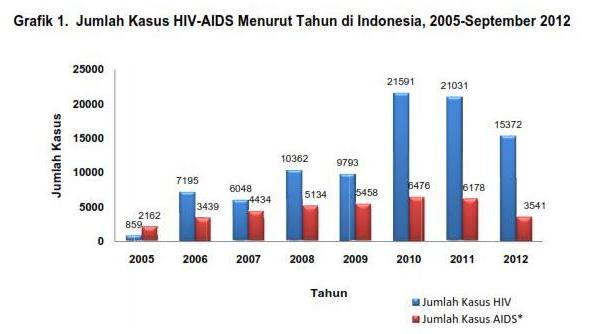 Grafik 1. Jumlah Kasus HIV-AIDS Menurut Tahun di Indonesia, 2005-September 2012
Jumlah Kasus
25000
20000
15000
10000
5000
0
859 2162
7195 3439
6048 4434
10362 5134
9793 5458
21591 6476
21031 6178
15372 3541
2005 2006 2007 2008 2009 2010 2011 2012
Tahun
Jumlah Kasus HIV
Jumlah Kasus AIDS*